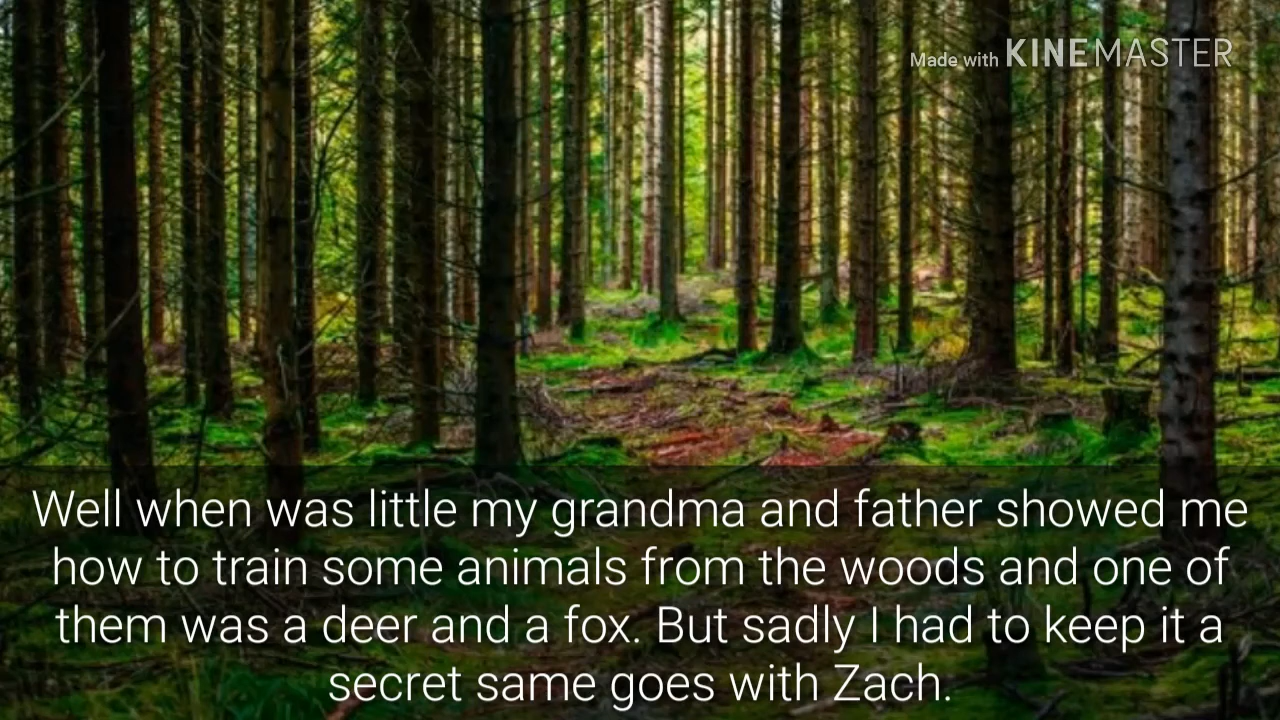 Made with KINEMASTER
Well when was little my grandma and father showed me
how to train some animals from the woods and one of
them was a deer and a fox. But sadly I had to keep it a
secret same goes with Zach.